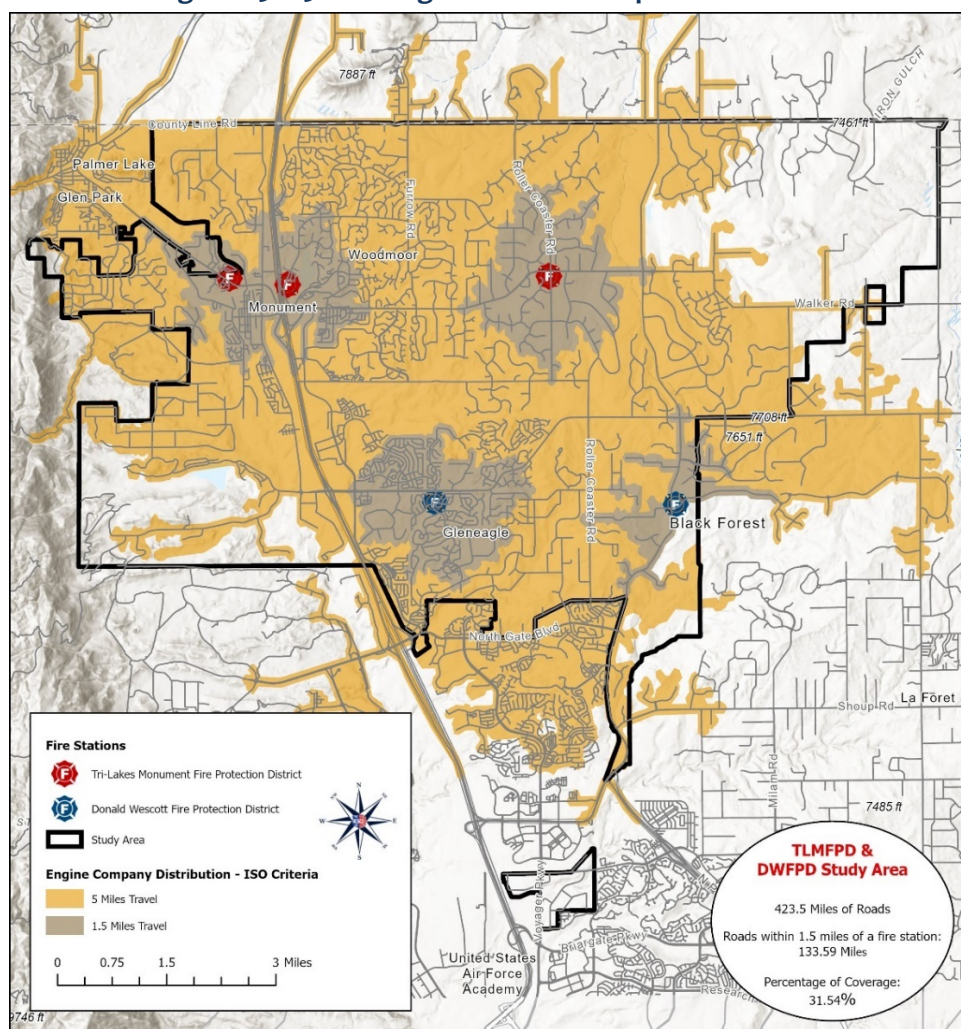 7887 ft
IRON GULCH
County Line Rd
7461 ft
Palmer Lake
Glen Park
Furrow Rd
Roller Coaster Rd
Woodmoor
F
F
F
Monument
Walker Rd
7708 ft
7651 ft
Roller Coaster Rd
F
F
Gleneagle
Black Forest
North Gate Blvd
La Foret
Shoup Rd
Milam Rd
7485 ft
Voyager Pkwy
Briargate Pkwy
United States
Air Force
Academy
Research
9746 ft
Fire Stations
F
Tri-Lakes Monument Fire Protection District
F
Donald Wescott Fire Protection District
Study Area
N
W
E
S
Engine Company Distribution - ISO Criteria
5 Miles Travel
1.5 Miles Travel
0 0.75 1.5 3 Miles
TLMFPD &
DWFPD Study Area
423.5 Miles of Roads
Roads within 1.5 miles of a fire station:
133.59 Miles
Percentage of Coverage:
31.54%